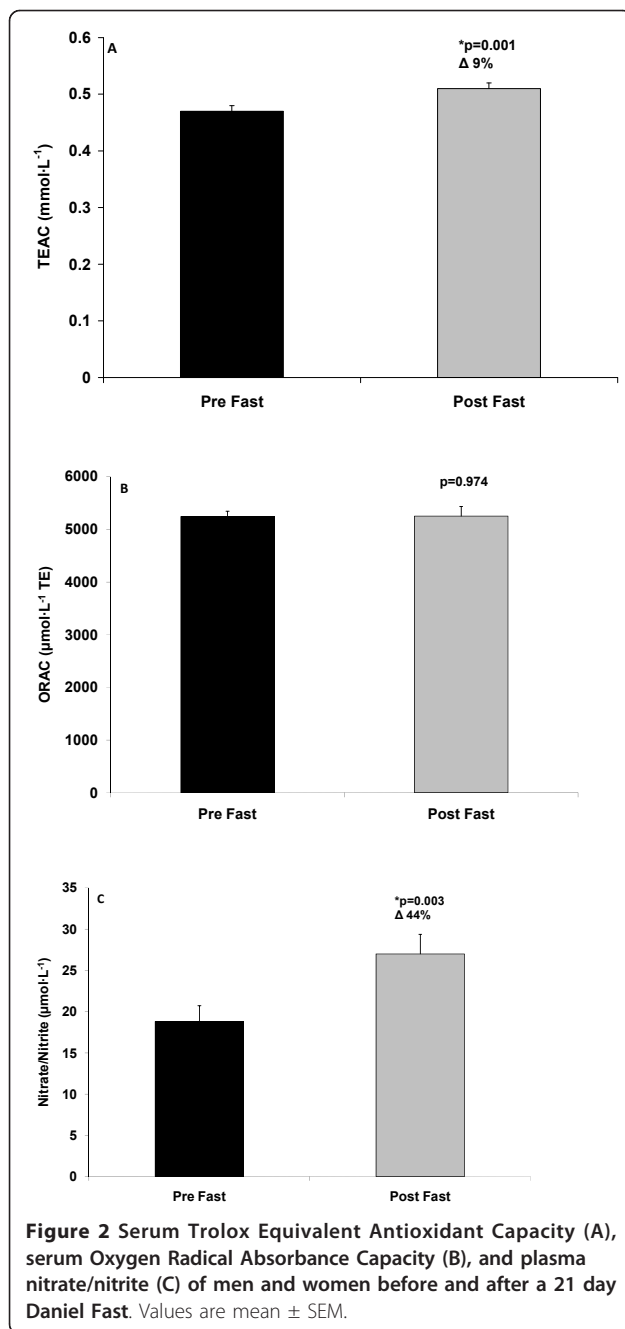 A
*p=0.001
Δ 9%
0.6
0.5
0.4
0.3
0.2
0.1
0
TEAC (mmol·L-1)
Pre Fast
Post Fast
B
p=0.974
6000
5000
4000
3000
2000
1000
0
ORAC (µmol·L-1 TE)
Pre Fast
Post Fast
C
*p=0.003
Δ 44%
35
30
25
20
15
10
5
0
Nitrate/Nitrite (µmol·L-1)
Pre Fast
Post Fast
Figure 2 Serum Trolox Equivalent Antioxidant Capacity (A),
serum Oxygen Radical Absorbance Capacity (B), and plasma
nitrate/nitrite (C) of men and women before and after a 21 day
Daniel Fast. Values are mean ± SEM.